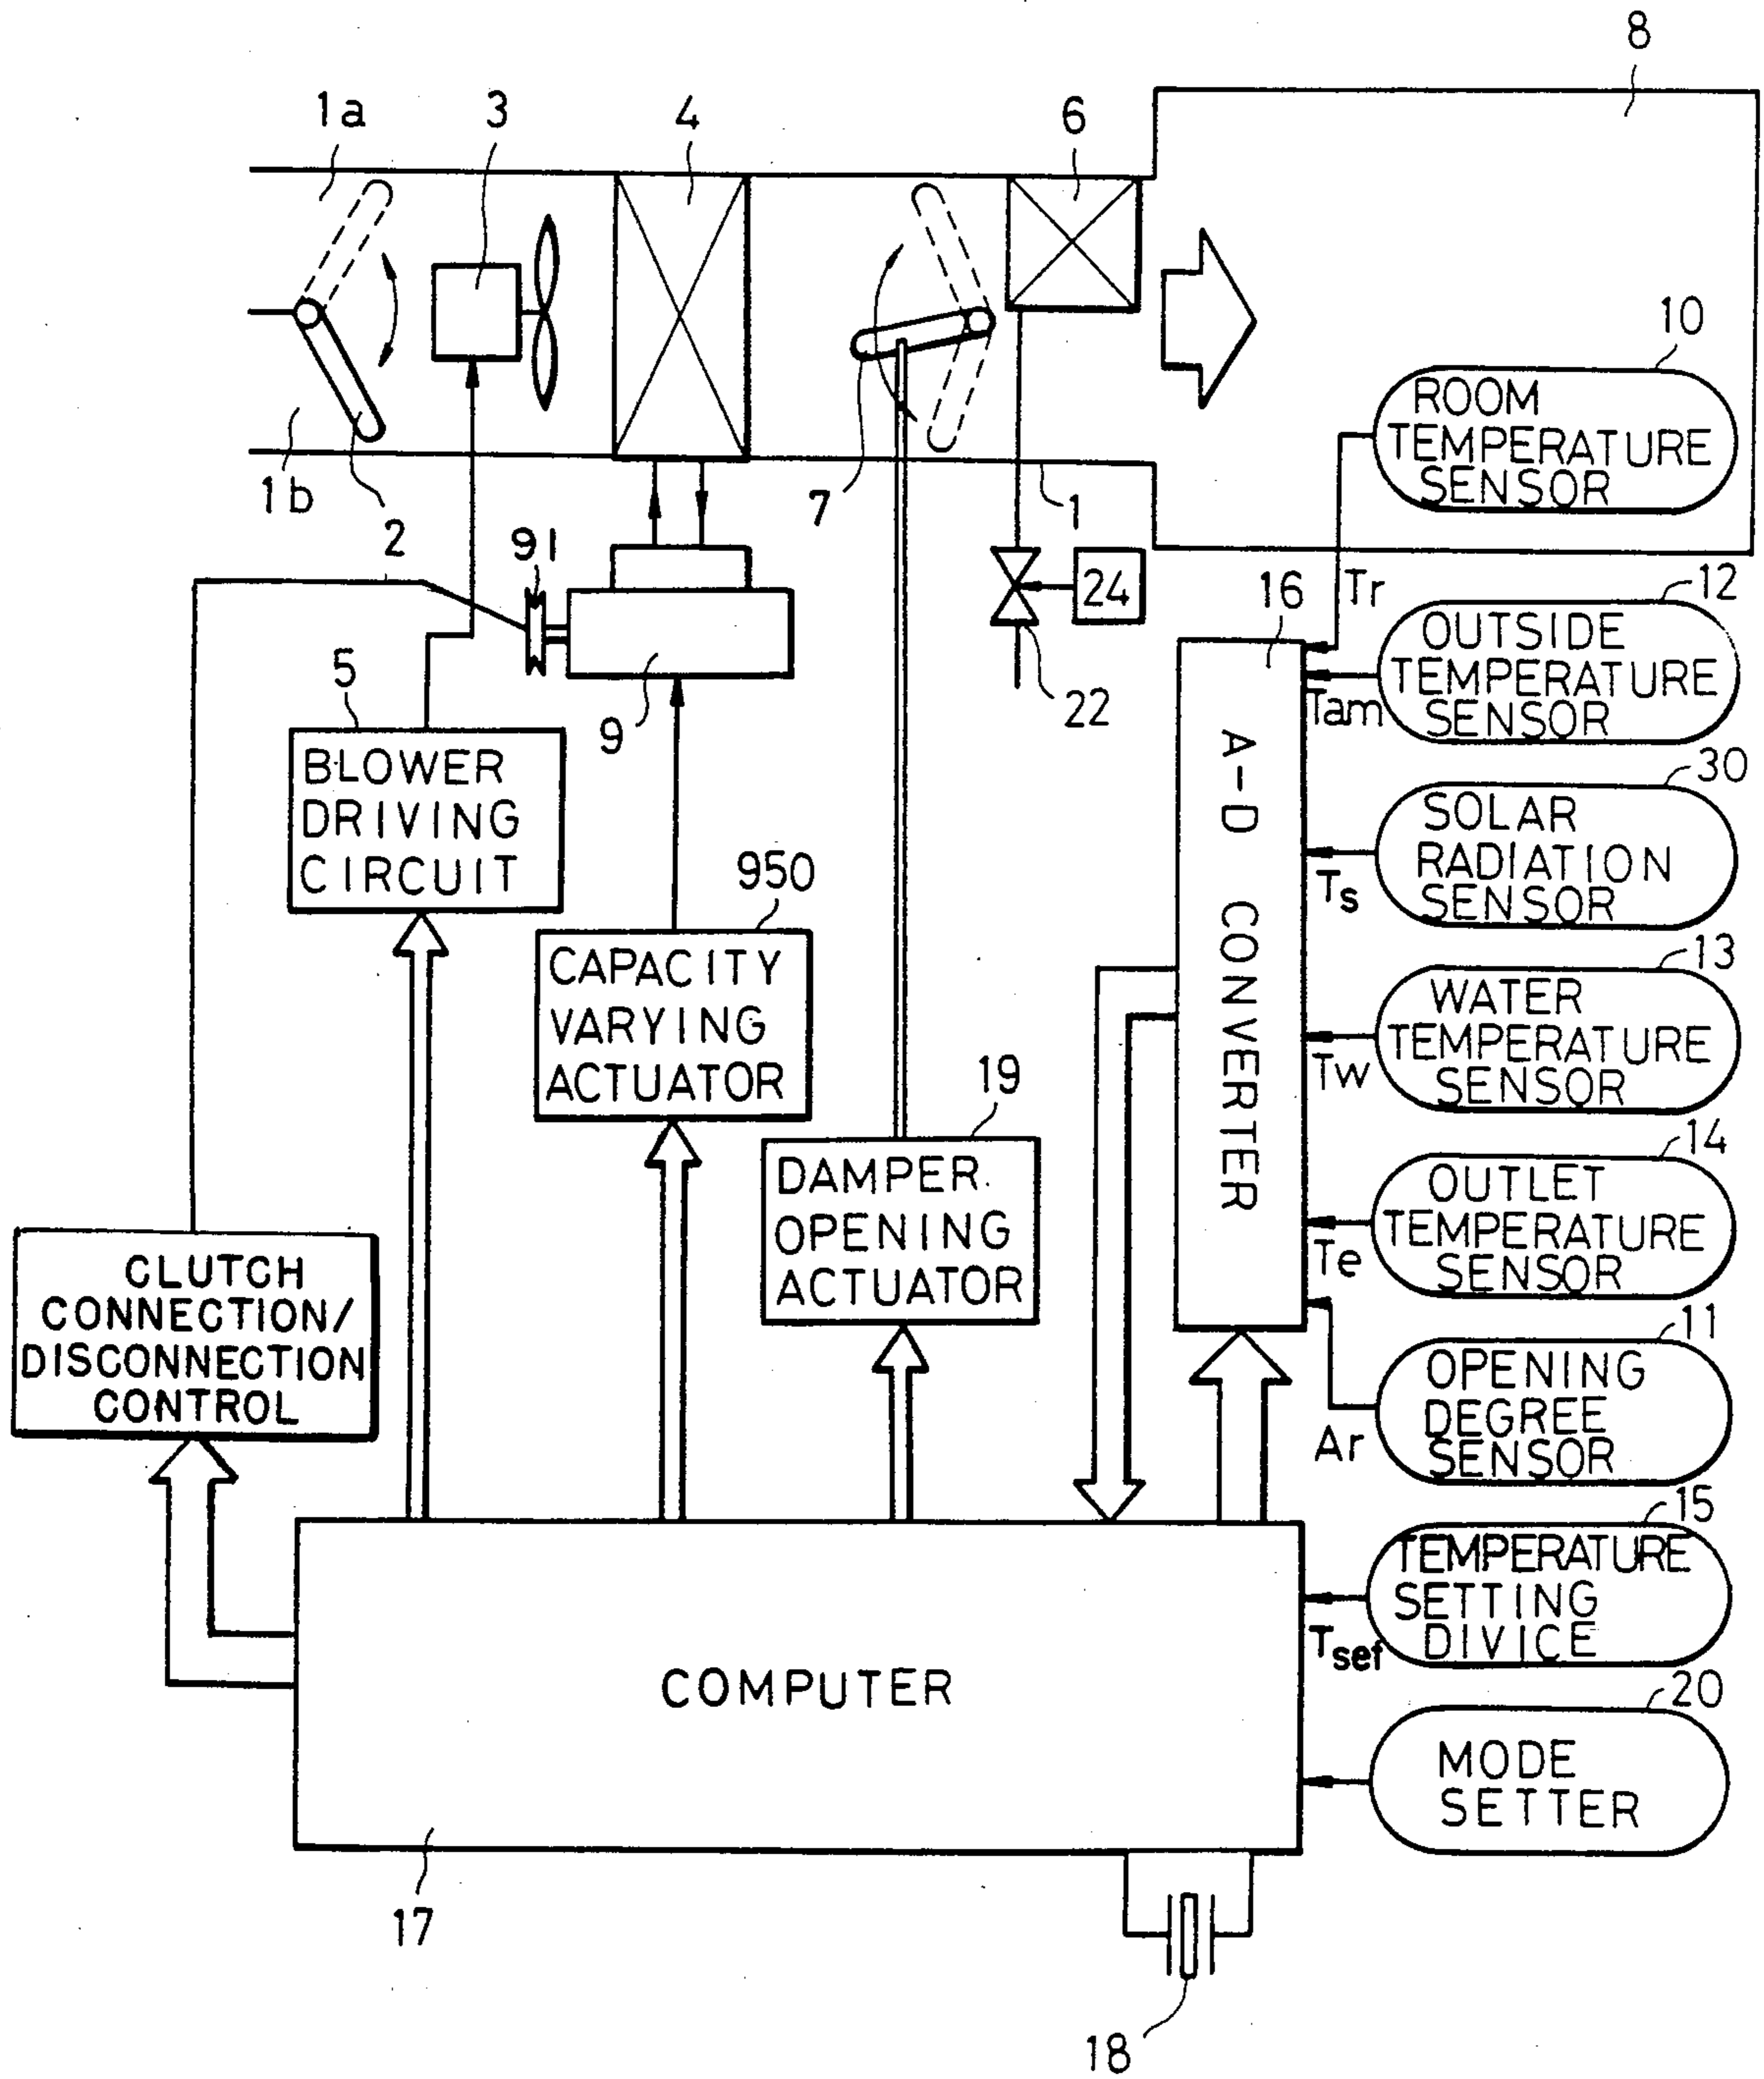 8
1a
3
4
6
10
ROOM
TEMPERATURE
SENSOR
1b
2
7
1
2
91
24
16
Tr
12
OUTSIDE
TEMPERATURE
SENSOR
Tam
5
9
22
BLOWER
DRIVING
CIRCUIT
30
SOLAR
RADIATION
SENSOR
Ts
950
CAPACITY
VARYING
ACTUATOR
A-D CONVERTER
13
WATER
TEMPERATURE
SENSOR
Tw
19
DAMPER
OPENING
ACTUATOR
14
OUTLET
TEMPERATURE
SENSOR
Te
CLUTCH
CONNECTION/
DISCONNECTION
CONTROL
11
OPENING
DEGREE
SENSOR
Ar
15
TEMPERATURE
SETTING
DIVICE
Tsef
COMPUTER
20
MODE
SETTER
17
18